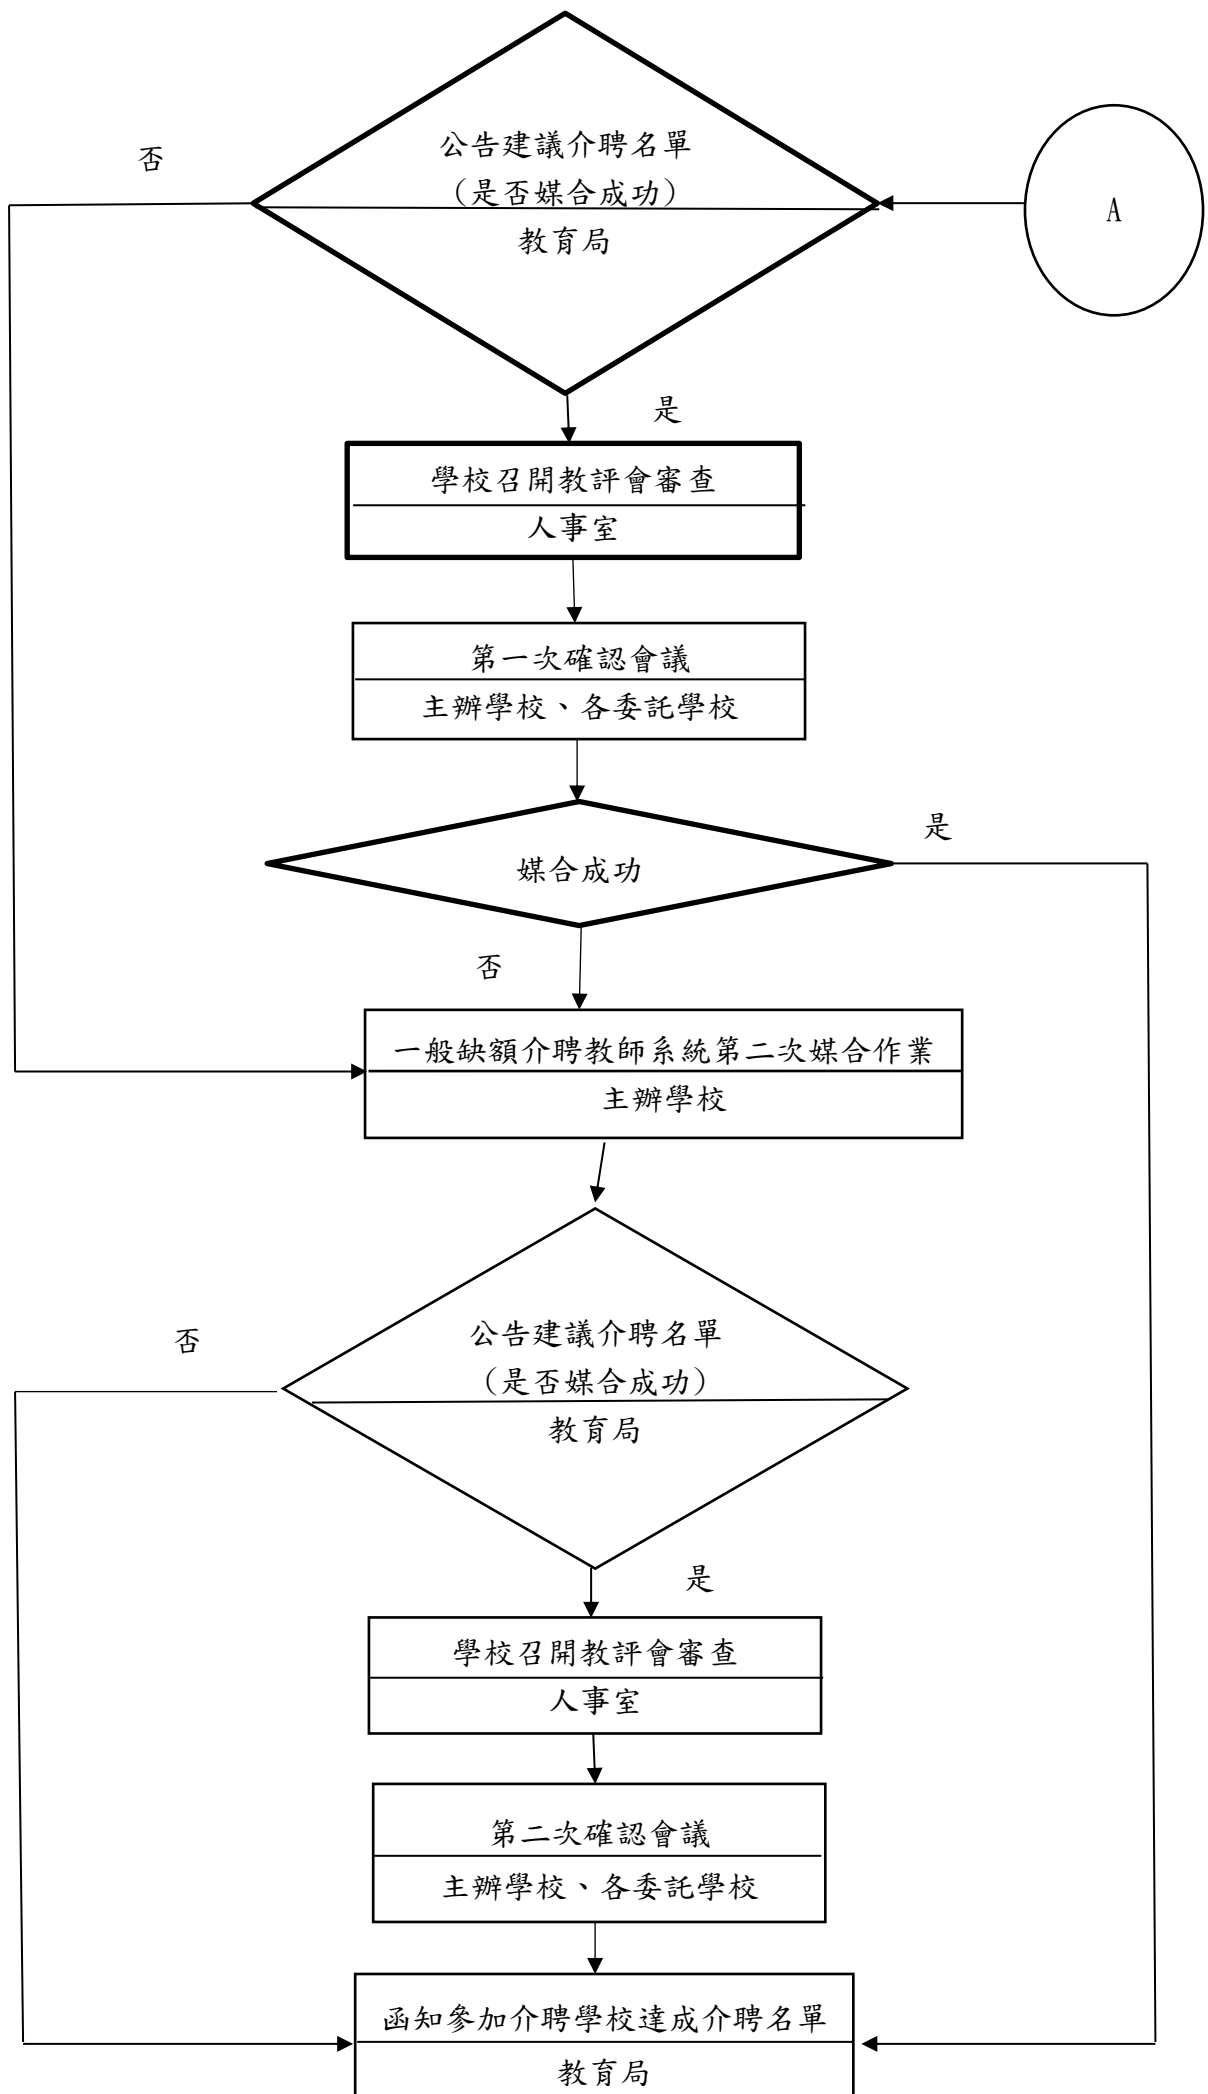 公告建議介聘名單
（是否媒合成功）
教育局
否
A
是
學校召開教評會審查
人事室
第一次確認會議
主辦學校、各委託學校
媒合成功
是
否
一般缺額介聘教師系統第二次媒合作業
主辦學校
公告建議介聘名單
（是否媒合成功）
教育局
否
是
學校召開教評會審查
人事室
第二次確認會議
主辦學校、各委託學校
函知參加介聘學校達成介聘名單
教育局